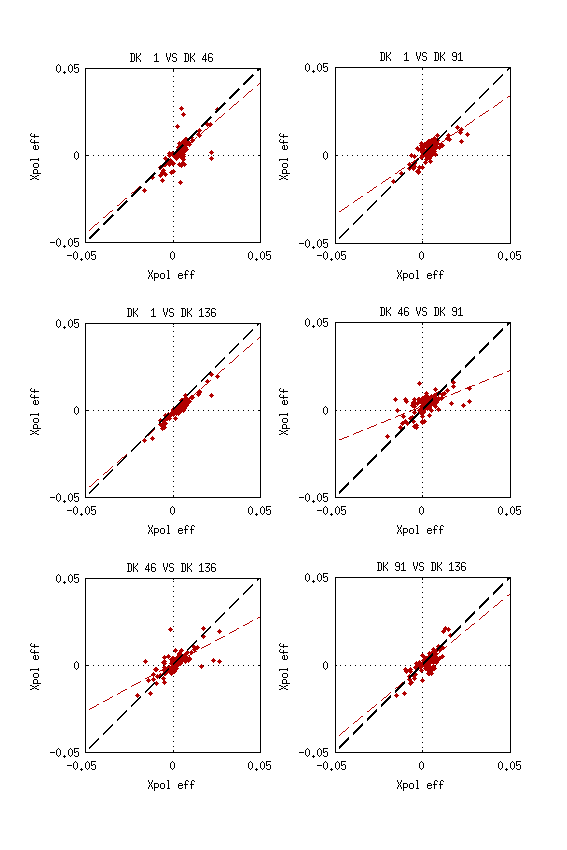 DK  1 VS DK 46
0.05
0
-0.05
-0.05 0 0.05
Xpol eff
Xpol eff
DK  1 VS DK 91
0.05
0
-0.05
-0.05 0 0.05
Xpol eff
Xpol eff
DK  1 VS DK 136
0.05
0
-0.05
-0.05 0 0.05
Xpol eff
Xpol eff
DK 46 VS DK 91
0.05
0
-0.05
-0.05 0 0.05
Xpol eff
Xpol eff
DK 46 VS DK 136
0.05
0
-0.05
-0.05 0 0.05
Xpol eff
Xpol eff
DK 91 VS DK 136
0.05
0
-0.05
-0.05 0 0.05
Xpol eff
Xpol eff